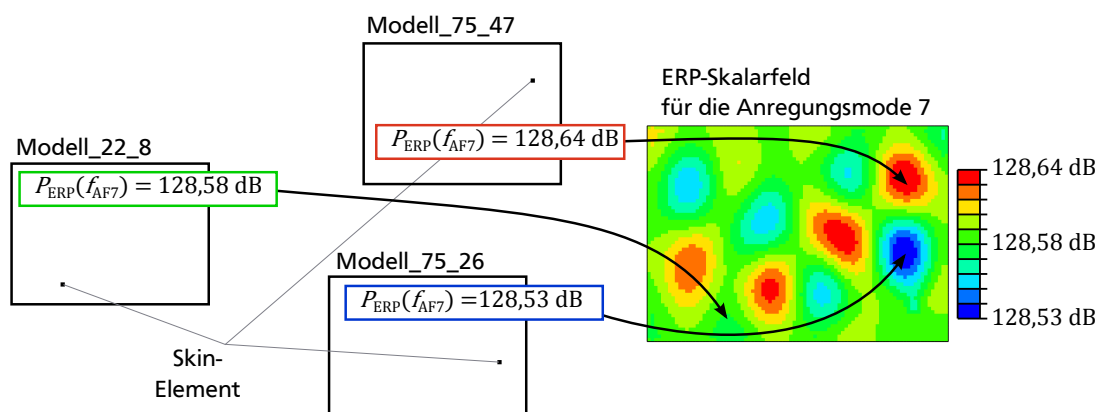 Modell_75_47
P_ERP(f_AF7) = 128,64 dB
Modell_22_8
P_ERP(f_AF7) = 128,58 dB
Modell_75_26
P_ERP(f_AF7) =128,53 dB
Skin-
Element
ERP-Skalarfeld
für die Anregungsmode 7
128,64 dB
128,58 dB
128,53 dB